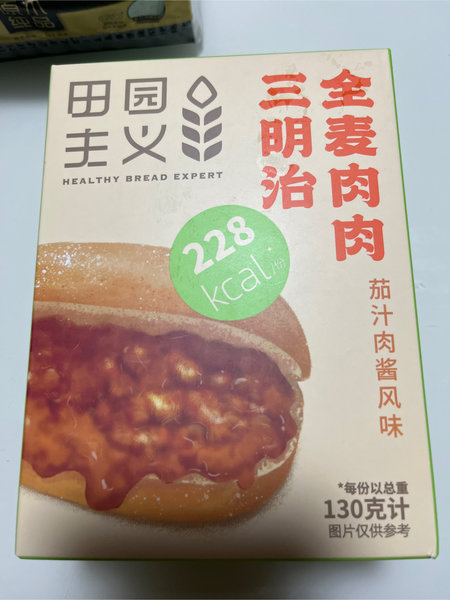 田园
主义
HEALTHY BREAD EXPERT
全麦肉肉
三明治
228
kcal*/份
茄汁肉酱风味
*每份以总重
130克计
图片仅供参考